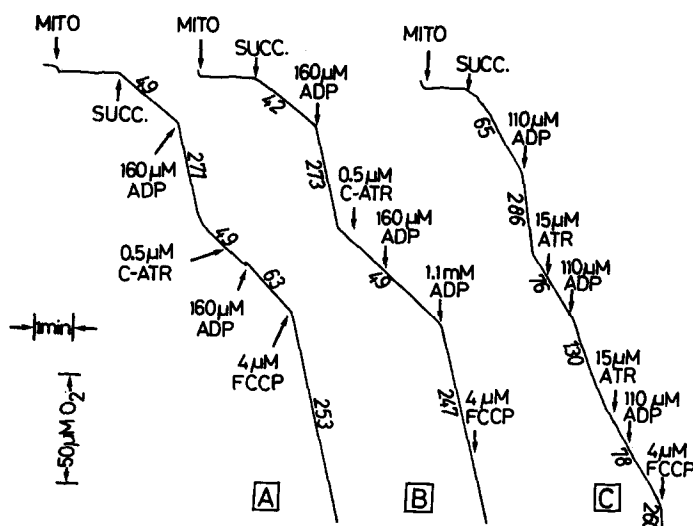 MITO
SUCC.
49
160µM
ADP
271
0.5µM
C-ATR
49
160µM
ADP
63
4µM
FCCP
253
1min
50µM O₂
A
MITO
SUCC.
42
160µM
ADP
273
0.5µM
C-ATR
160µM
ADP
49
1.1mM
ADP
247
4µM
FCCP
B
MITO
SUCC.
65
110µM
ADP
286
15µM
ATR
76
110µM
ADP
130
15µM
ATR
110µM
ADP
78
4µM
FCCP
C